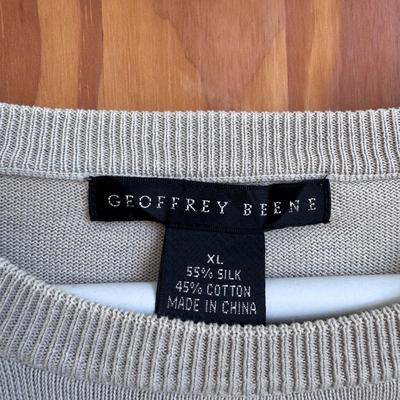 GEOFFREY BEENE
XL
55% SILK
45% COTTON
MADE IN CHINA